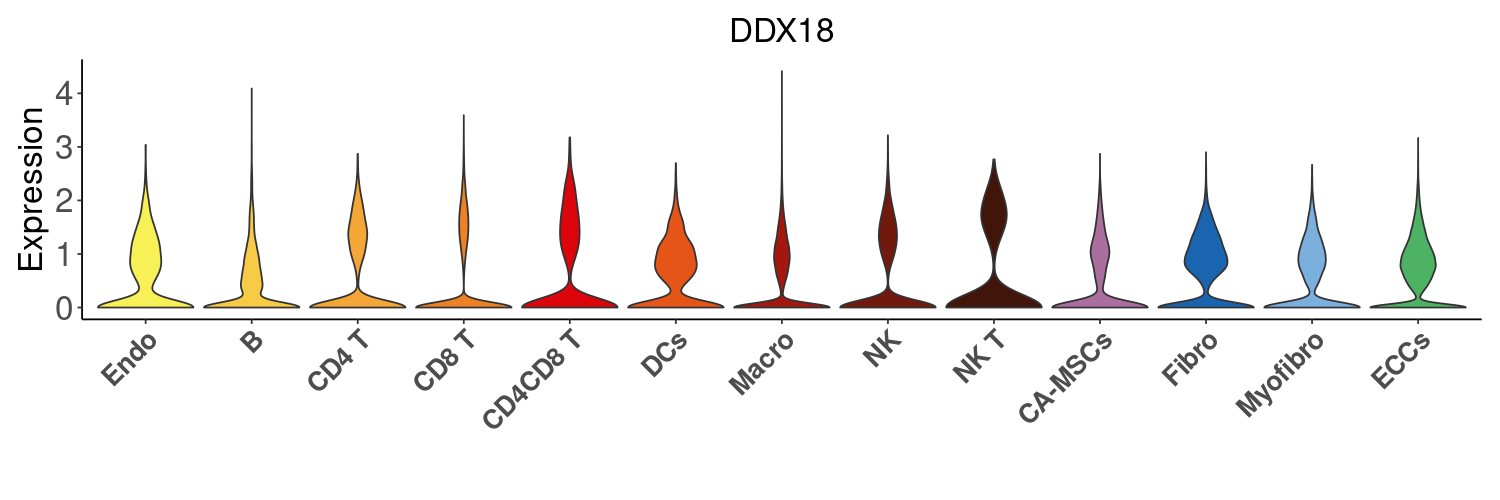 DDX18
Expression
4
3
2
1
0
Endo
B
CD4 T
CD8 T
CD4CD8 T
DCs
Macro
NK
NK T
CA-MSCs
Fibro
Myofibro
ECCs